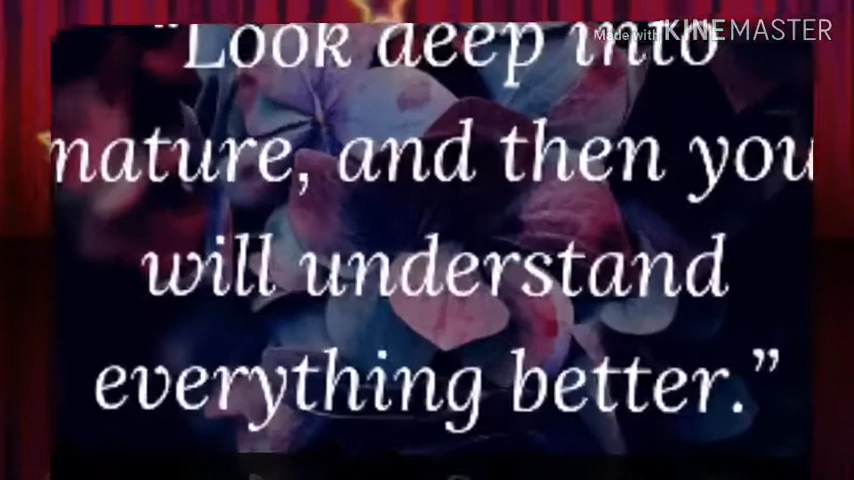 Made with KINEMASTER
"Look deep into
nature, and then you
will understand
everything better."